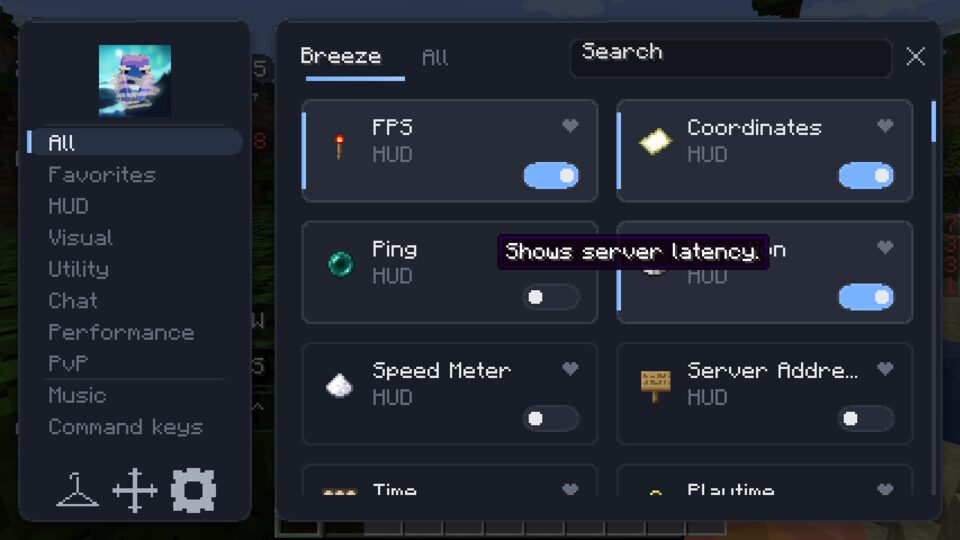 Breeze
All
Search
All
Favorites
HUD
Visual
Utility
Chat
Performance
PvP
Music
Command keys
FPS
HUD
Coordinates
HUD
Ping
HUD
Shows server latency.
HUD
Speed Meter
HUD
Server Addre...
HUD
Time
Playtime